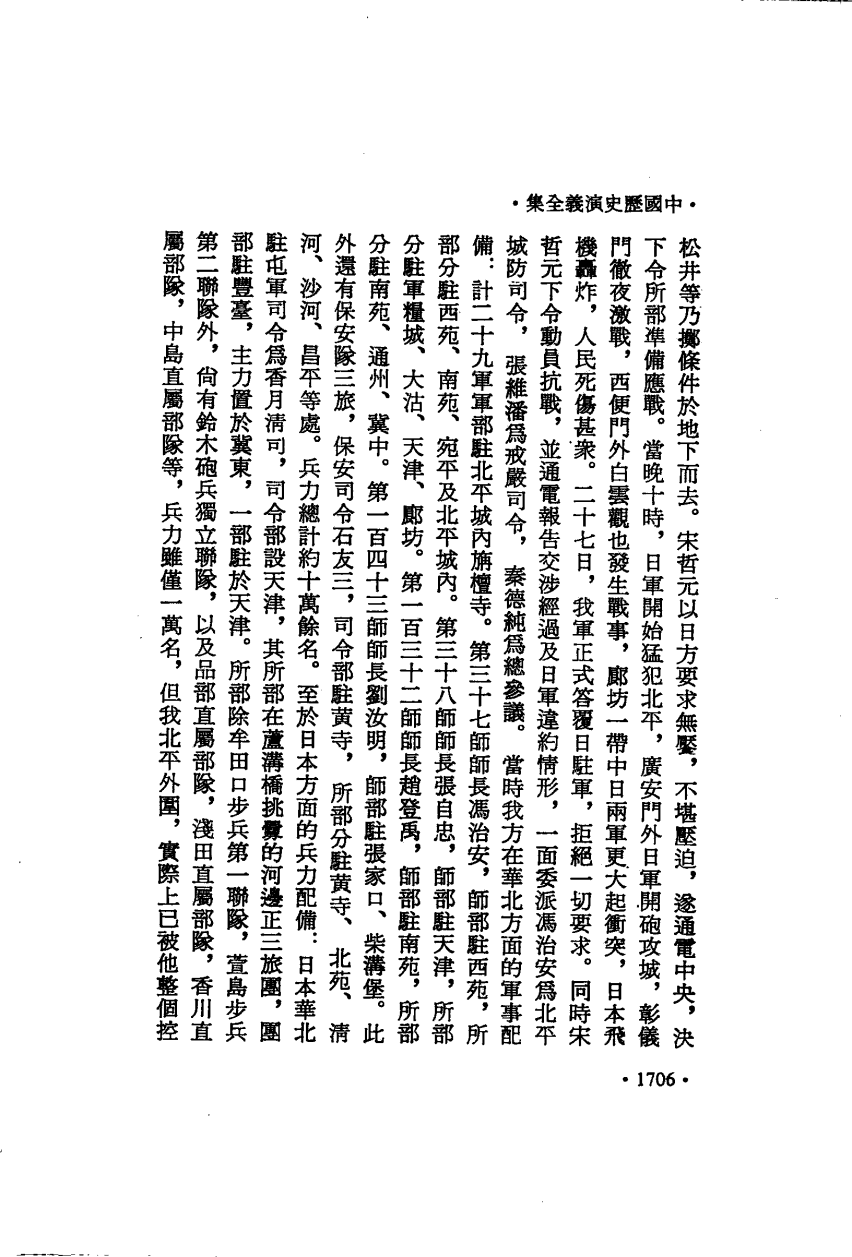 ·中國歷史演義全集·
松井等乃擲條件於地下而去。宋哲元以日方要求無饜，不堪壓迫，遂通電中央，決
下令所部準備應戰。當晚十時，日軍開始猛犯北平，廣安門外日軍開砲攻城，彰儀
門徹夜激戰，西便門外白雲觀也發生戰事，廊坊一帶中日兩軍更大起衝突，日本飛
機轟炸，人民死傷甚衆。二十七日，我軍正式答覆日駐軍，拒絕一切要求。同時宋
哲元下令動員抗戰，並通電報告交涉經過及日軍違約情形，一面委派馮治安爲北平
城防司令，張維藩爲戒嚴司令，秦德純爲總參議。當時我方在華北方面的軍事配
備：計二十九軍軍部駐北平城內旃檀寺。第三十七師師長馮治安，師部駐西苑，所
部分駐西苑、南苑、宛平及北平城內。第三十八師師長張自忠，師部駐天津，所部
分駐軍糧城、大沽、天津、廊坊。第一百三十二師師長趙登禹，師部駐南苑，所部
分駐南苑、通州、冀中。第一百四十三師師長劉汝明，師部駐張家口、柴溝堡。此
外還有保安隊三旅，保安司令石友三，司令部駐黃寺，所部分駐黃寺、北苑、清
河、沙河、昌平等處。兵力總計約十萬餘名。至於日本方面的兵力配備：日本華北
駐屯軍司令爲香月清司，司令部設天津，其所部在蘆溝橋挑釁的河邊正三旅團，團
部駐豐臺，主力置於冀東，一部駐於天津。所部除牟田口步兵第一聯隊，萱島步兵
第二聯隊外，尙有鈴木砲兵獨立聯隊，以及品部直屬部隊，淺田直屬部隊，香川直
屬部隊，中島直屬部隊等，兵力雖僅一萬名，但我北平外圍，實際上已被他整個控
·1706·